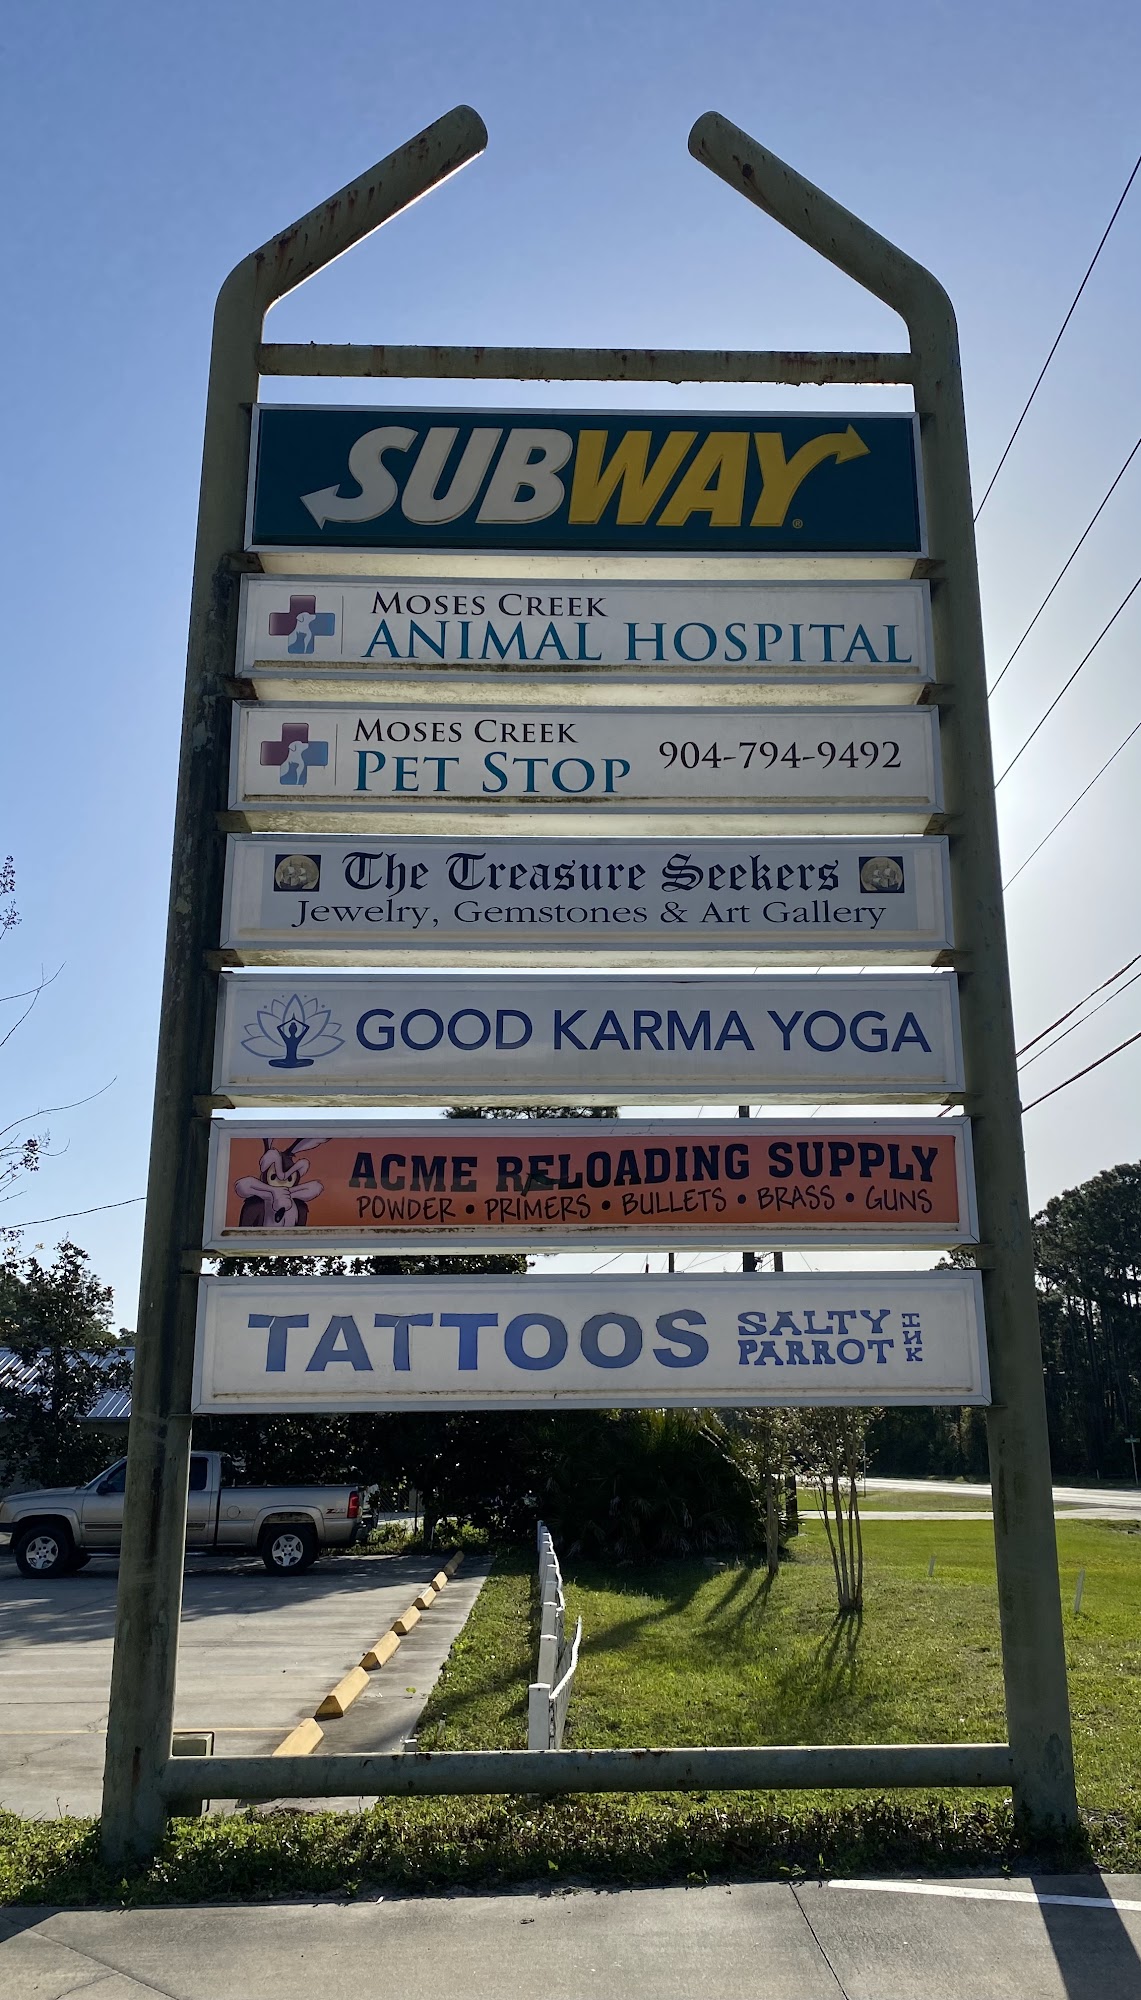 SUBWAY®
MOSES CREEK
ANIMAL HOSPITAL
MOSES CREEK
PET STOP 904-794-9492
The Treasure Seekers
Jewelry, Gemstones & Art Gallery
GOOD KARMA YOGA
ACME RELOADING SUPPLY
POWDER • PRIMERS • BULLETS • BRASS • GUNS
TATTOOS SALTY PARROT INK